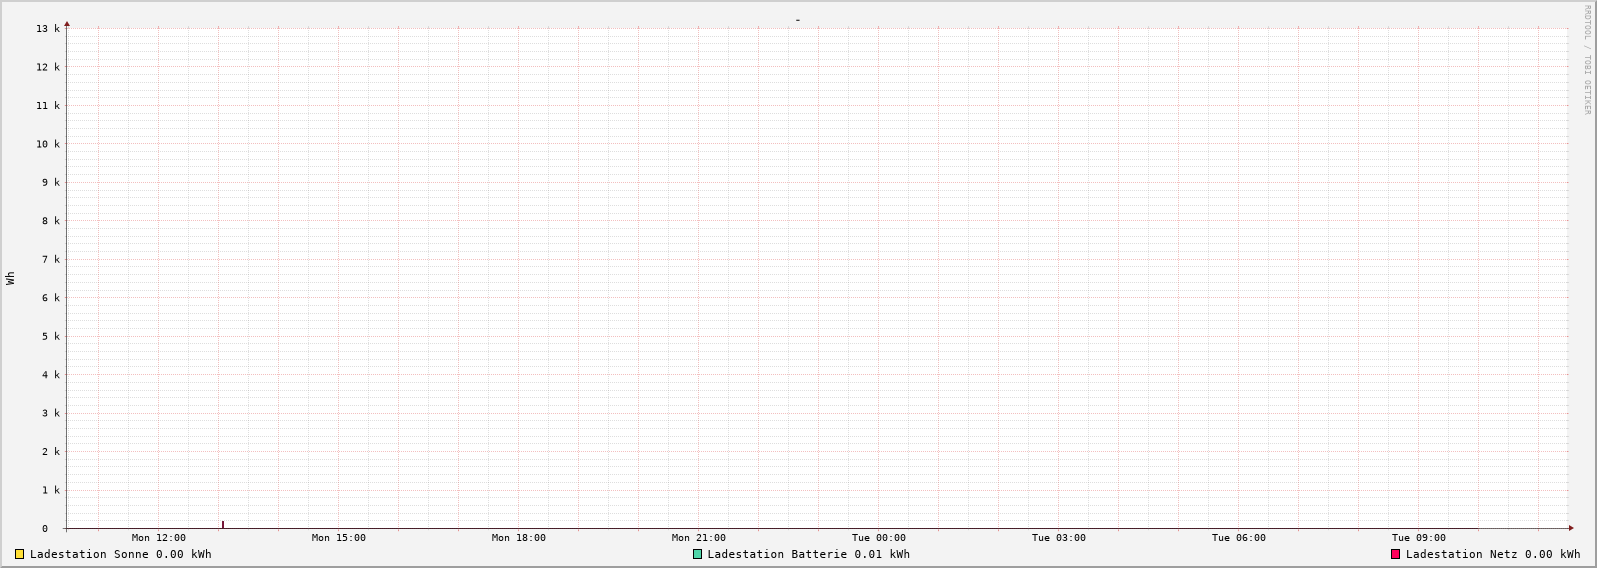 -
RRDTOOL / TOBI OETIKER
13 k
12 k
11 k
10 k
9 k
8 k
7 k
6 k
5 k
4 k
3 k
2 k
1 k
0
Wh
Mon 12:00 Mon 15:00 Mon 18:00 Mon 21:00 Tue 00:00 Tue 03:00 Tue 06:00 Tue 09:00
Ladestation Sonne 0.00 kWh Ladestation Batterie 0.01 kWh Ladestation Netz 0.00 kWh